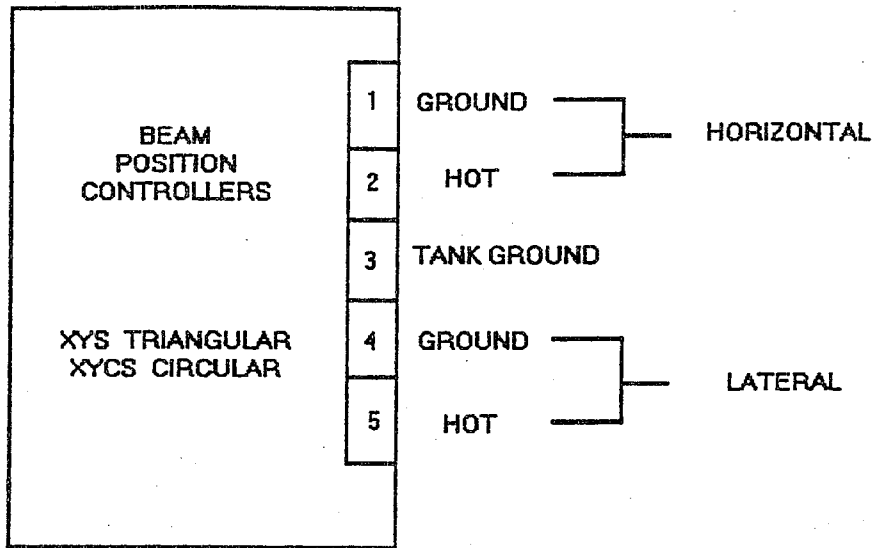 BEAM
POSITION
CONTROLLERS
XYS TRIANGULAR
XYCS CIRCULAR
1 GROUND
HORIZONTAL
2 HOT
3 TANK GROUND
4 GROUND
LATERAL
5 HOT